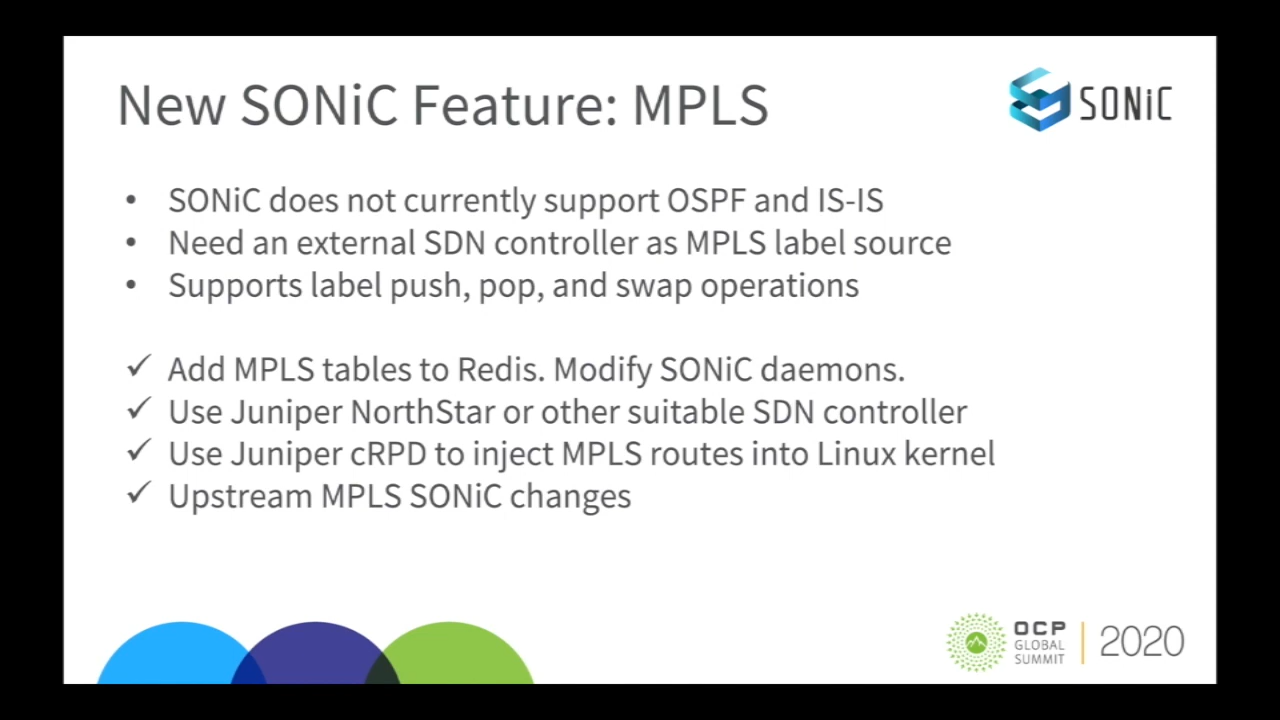 New SONiC Feature: MPLS
SONiC
• SONiC does not currently support OSPF and IS-IS
• Need an external SDN controller as MPLS label source
• Supports label push, pop, and swap operations
✓ Add MPLS tables to Redis. Modify SONiC daemons.
✓ Use Juniper NorthStar or other suitable SDN controller
✓ Use Juniper cRPD to inject MPLS routes into Linux kernel
✓ Upstream MPLS SONiC changes
OCP
GLOBAL
SUMMIT
2020